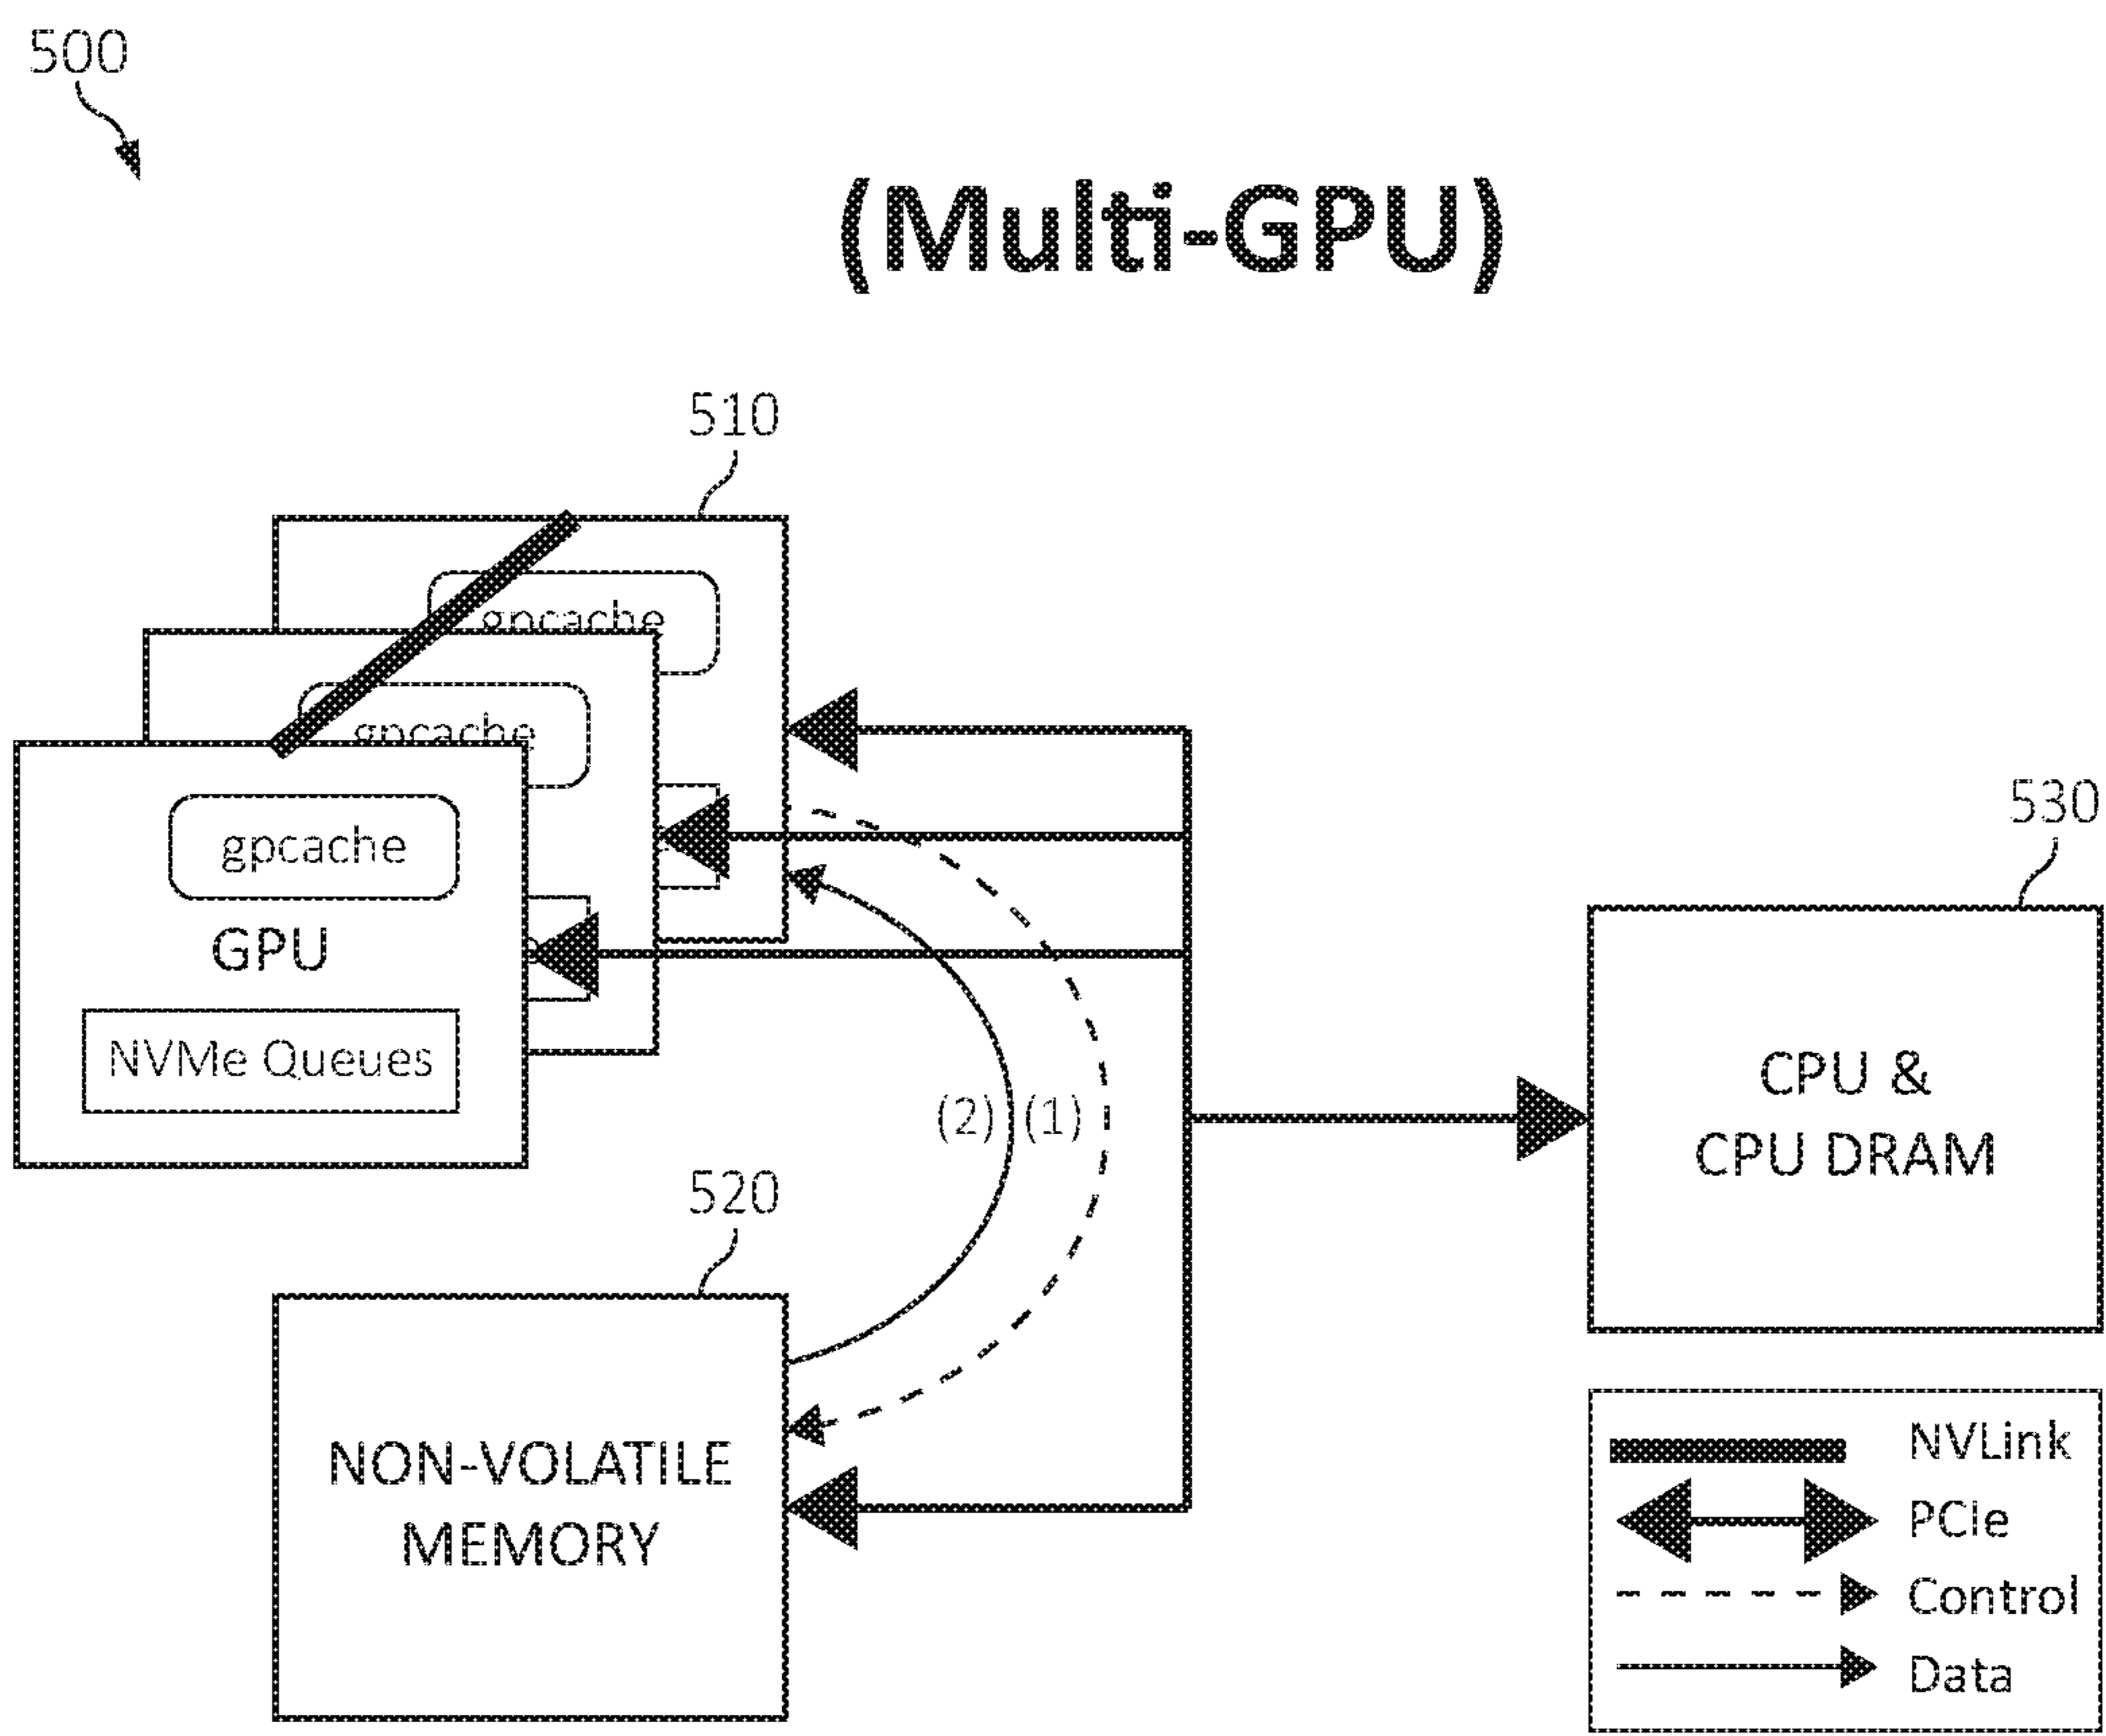 500
(Multi-GPU)
510
gpcache
gpcache
gpcache
GPU
NVMe Queues
530
CPU &
CPU DRAM
(2) (1)
520
NON-VOLATILE
MEMORY
NVLink
PCIe
Control
Data